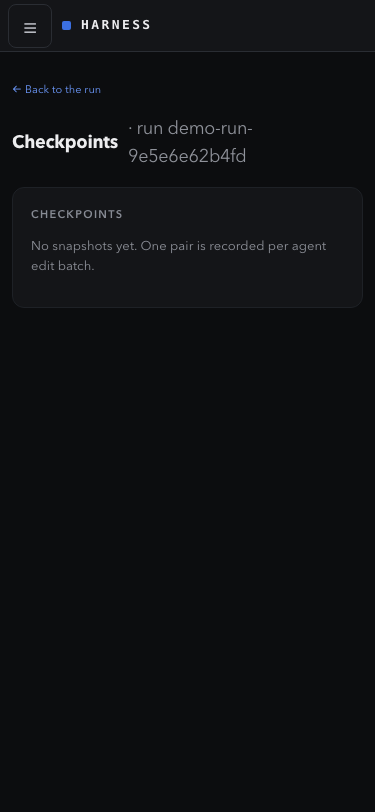 HARNESS
← Back to the run
Checkpoints · run demo-run-
9e5e6e62b4fd
CHECKPOINTS
No snapshots yet. One pair is recorded per agent
edit batch.